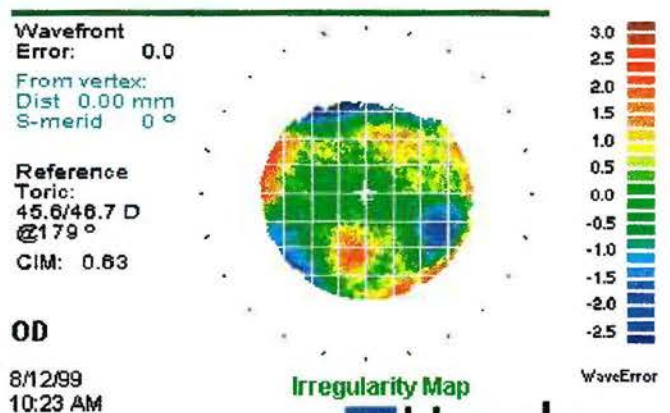 Wavefront
Error: 0.0
From vertex:
Dist 0.00 mm
S-merid 0 °
Reference
Toric:
45.6/46.7 D
@179°
CIM: 0.63
OD
8/12/99
10:23 AM
Irregularity Map
3.0
2.5
2.0
1.5
1.0
0.5
0.0
-0.5
-1.0
-1.5
-2.0
-2.5
WaveError